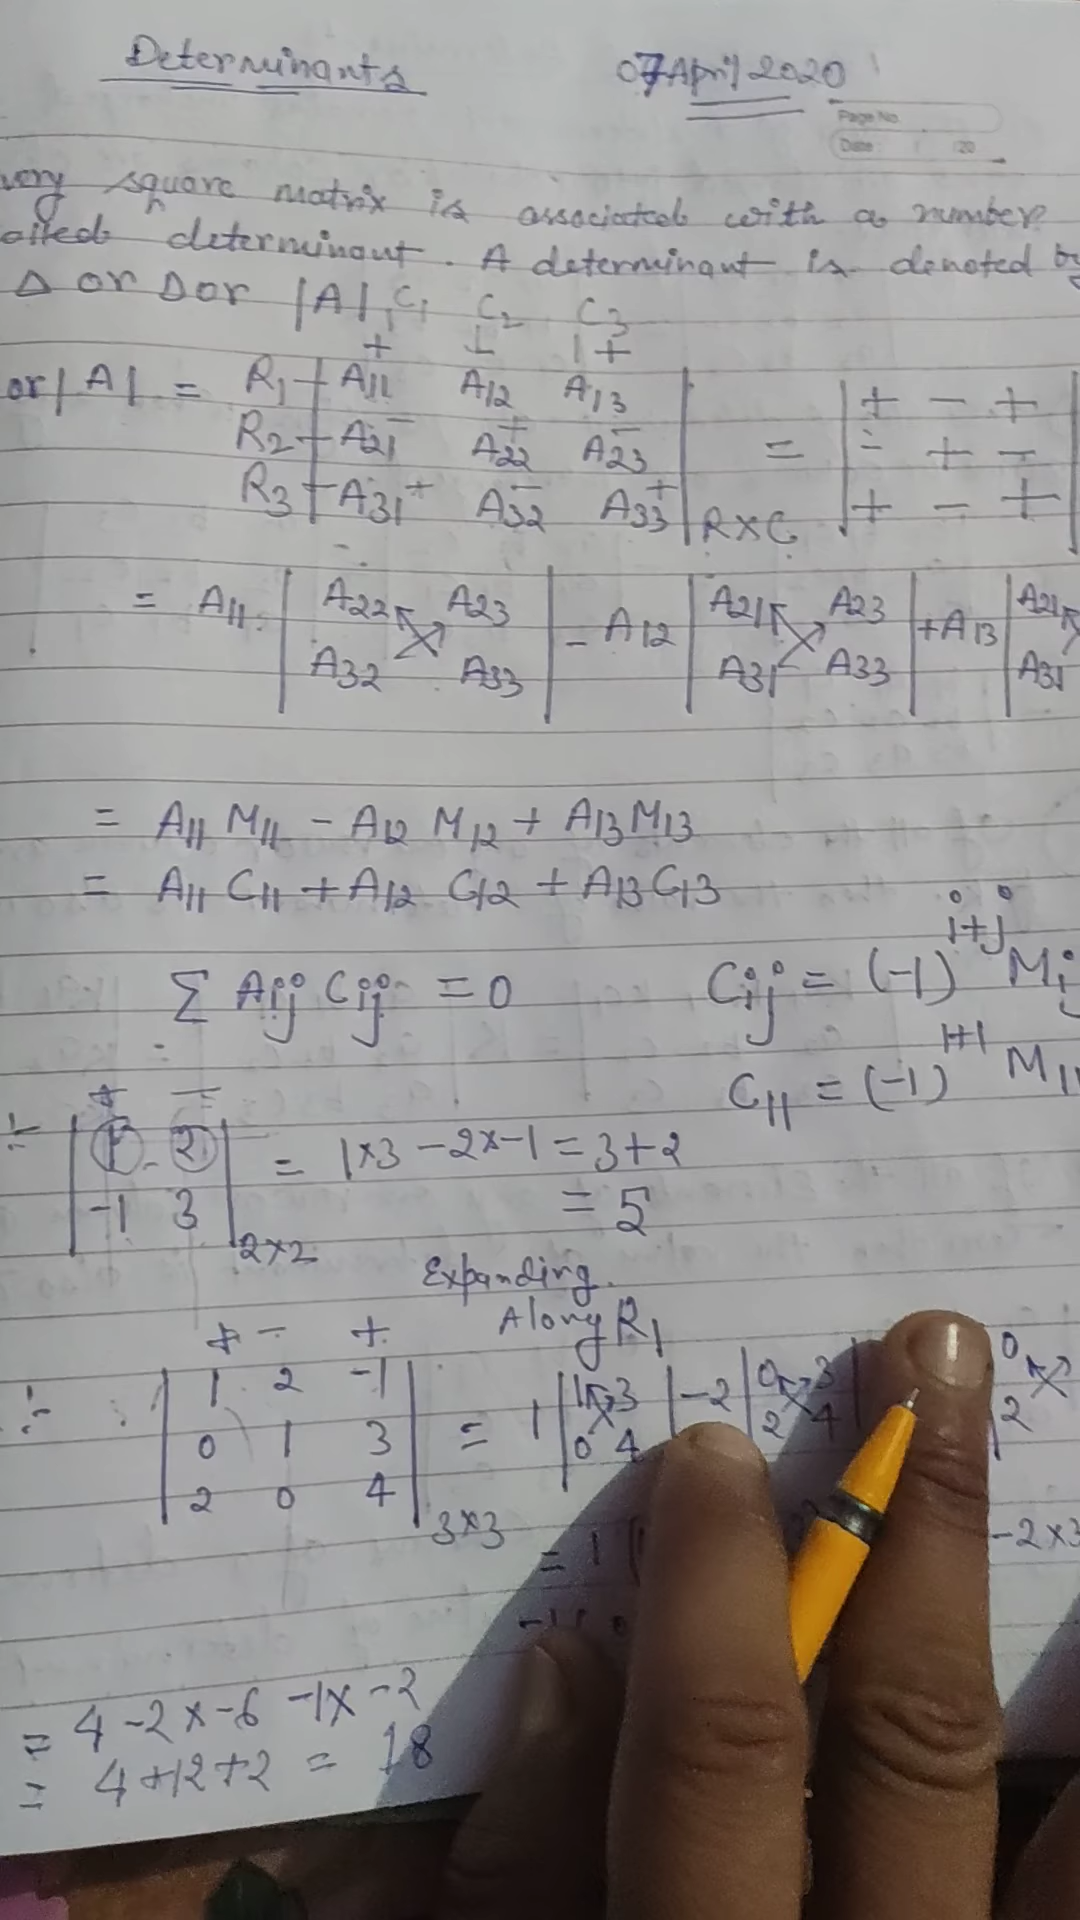 Determinants 07 April 2020
Page No.
Date: 20
very square matrix is associated with a number
alled determinant. A determinant is denoted by
Δ or D or |A| C1 C2 C3
+ - +
or |A| = R1 A11 A12 A13 | = | + - +
R2 A21- A22+ A23- | - + -
R3 A31+ A32- A33+ | R×C | + - +
= A11 | A22 A23 | - A12 | A21 A23 | + A13 | A21
A32 A33 | A31 A33 | A31
= A11 M11 - A12 M12 + A13 M13
= A11 C11 + A12 C12 + A13 C13
Σ Aij Cij = 0 Cij = (-1)^i+j Mij
C11 = (-1)^1+1 M11
+ -
÷ | 1 2 | = 1×3 - 2×-1 = 3+2
| -1 3 | 2×2 = 5
Expanding
Along R1
+ - +
÷ | 1 2 -1 | = 1 | 1 3 | -2 | 0 3 | | 0
| 0 1 3 | | 0 4 | | 2 4 | | 2
| 2 0 4 | 3×3
= 1 ( -2×3
-1(
= 4 -2×-6 -1×-2
= 4+12+2 = 18